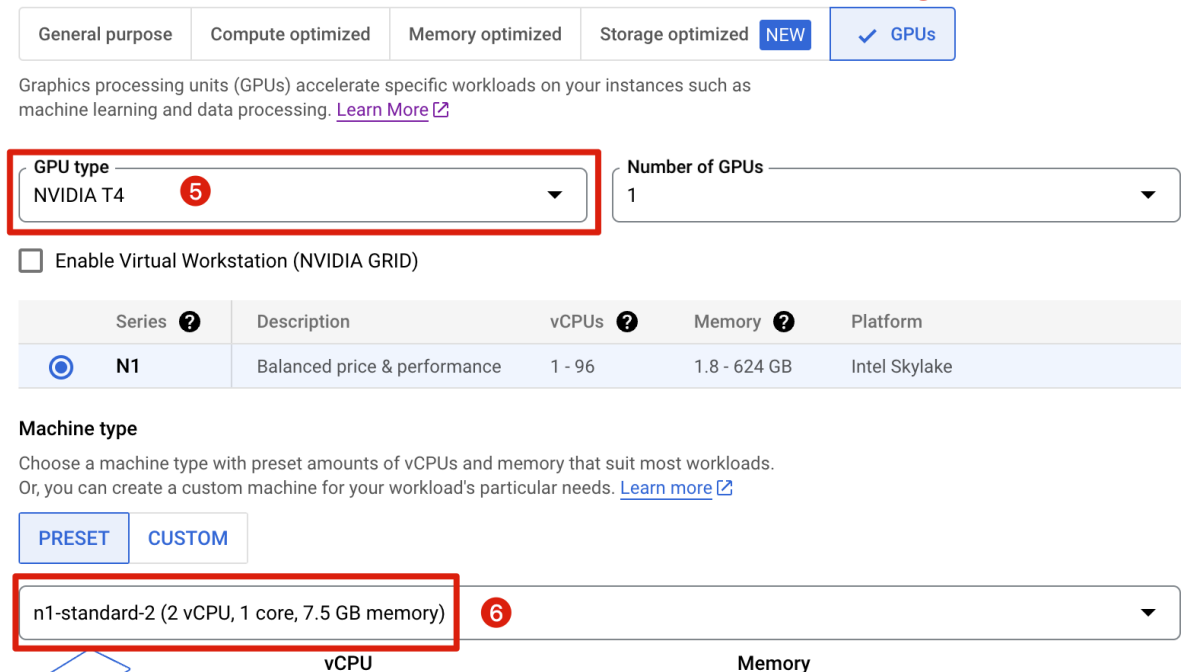 General purpose Compute optimized Memory optimized Storage optimized NEW GPUs
Graphics processing units (GPUs) accelerate specific workloads on your instances such as
machine learning and data processing. Learn More
GPU type Number of GPUs
NVIDIA T4 5 1
Enable Virtual Workstation (NVIDIA GRID)
Series ? Description vCPUs ? Memory ? Platform
N1 Balanced price & performance 1 - 96 1.8 - 624 GB Intel Skylake
Machine type
Choose a machine type with preset amounts of vCPUs and memory that suit most workloads.
Or, you can create a custom machine for your workload's particular needs. Learn more
PRESET CUSTOM
n1-standard-2 (2 vCPU, 1 core, 7.5 GB memory) 6
vCPU Memory